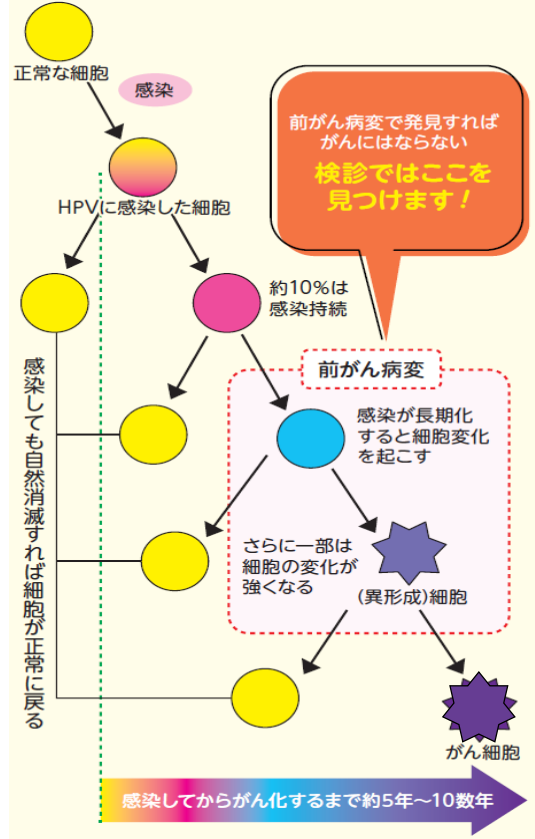 正常な細胞
感染
HPVに感染した細胞
前がん病変で発見すれば
がんにはならない
検診ではここを
見つけます！
約10％は
感染持続
前がん病変
感染が長期化
すると細胞変化
を起こす
さらに一部は
細胞の変化が
強くなる
(異形成)細胞
感染しても自然消滅すれば細胞が正常に戻る
がん細胞
感染してからがん化するまで約5年～10数年